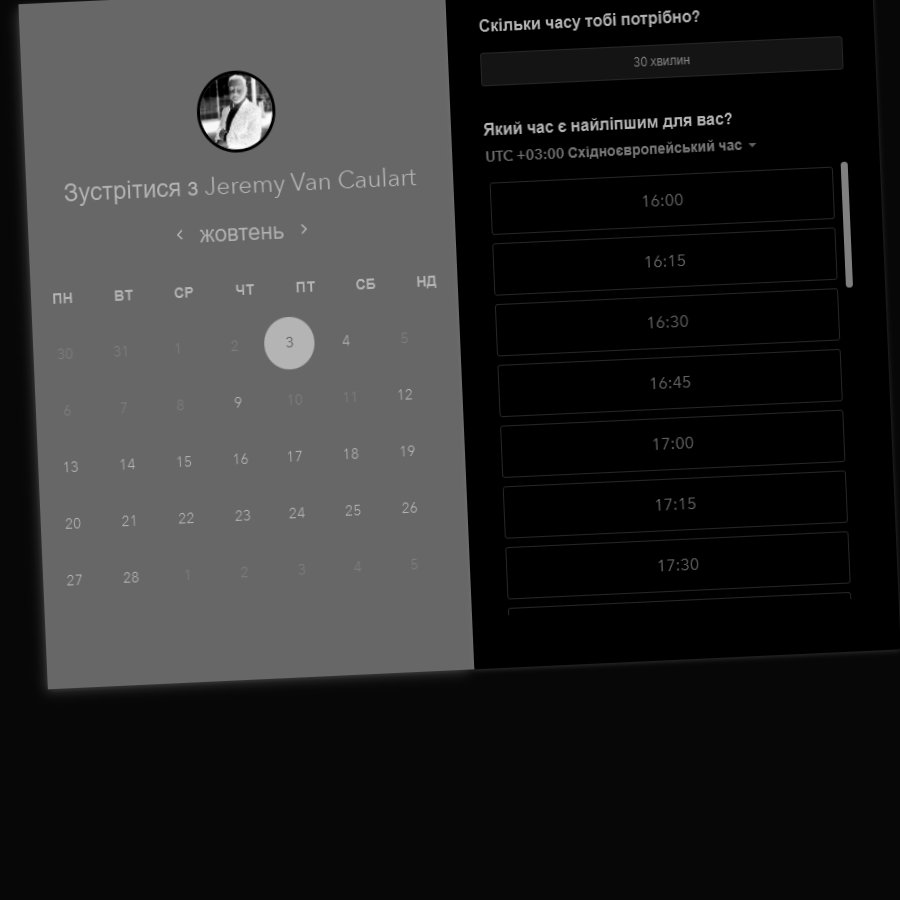 Зустрітися з Jeremy Van Caulart
жовтень
ПН ВТ СР ЧТ ПТ СБ НД
30 31 1 2 3 4 5
6 7 8 9 10 11 12
13 14 15 16 17 18 19
20 21 22 23 24 25 26
27 28 1 2 3 4 5
Скільки часу тобі потрібно?
30 хвилин
Який час є найліпшим для вас?
UTC +03:00 Східноєвропейський час
16:00
16:15
16:30
16:45
17:00
17:15
17:30